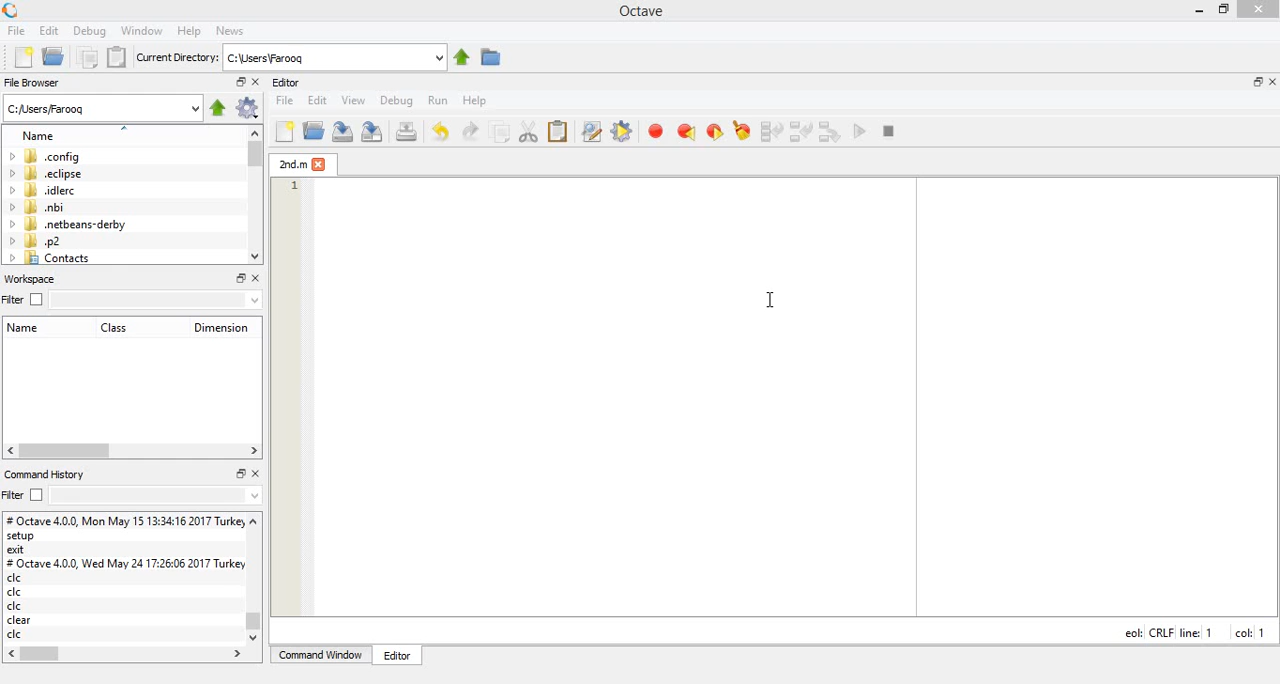 Octave
File Edit Debug Window Help News
Current Directory: C:\Users\Farooq
File Browser
Editor
C:/Users/Farooq
File Edit View Debug Run Help
Name
.config
.eclipse
.idlerc
.nbi
.netbeans-derby
.p2
Contacts
2nd.m
1
Workspace
Filter
Name Class Dimension
Command History
Filter
# Octave 4.0.0, Mon May 15 13:34:16 2017 Turkey
setup
exit
# Octave 4.0.0, Wed May 24 17:26:06 2017 Turkey
clc
clc
clc
clear
clc
eol: CRLF line: 1 col: 1
Command Window Editor